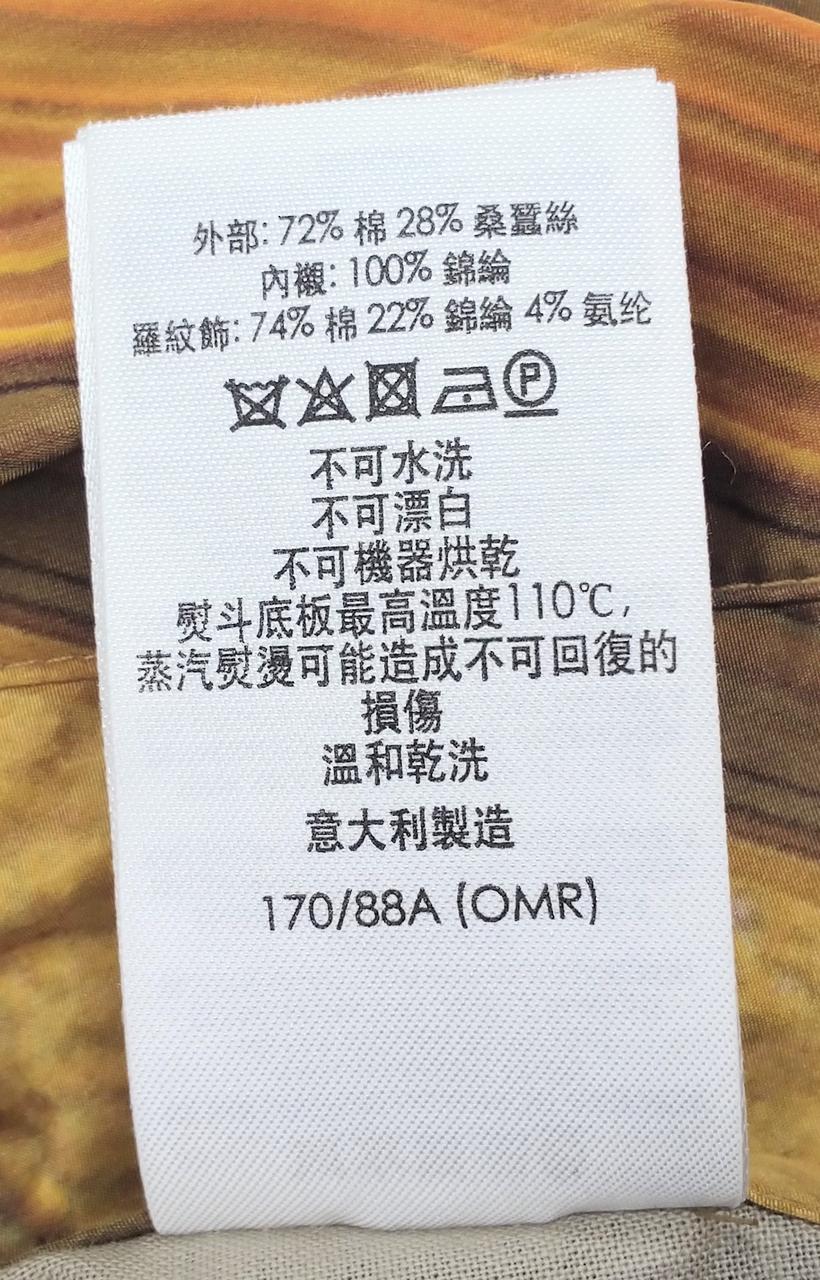 外部: 72% 棉 28% 桑蠶絲
內襯: 100% 錦綸
羅紋飾: 74% 棉 22% 錦綸 4% 氨纶
P
不可水洗
不可漂白
不可機器烘乾
熨斗底板最高溫度110℃,
蒸汽熨燙可能造成不可回復的
損傷
溫和乾洗
意大利製造
170/88A (OMR)